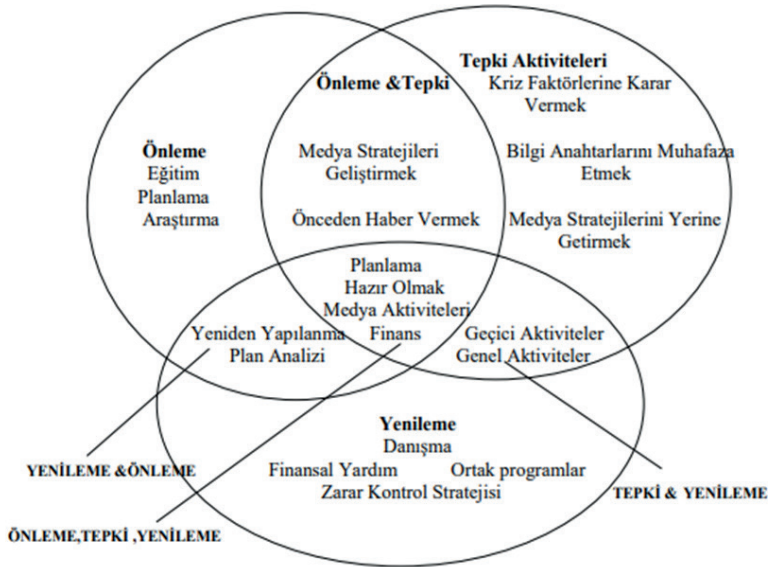 Tepki Aktiviteleri
Kriz Faktörlerine Karar
Vermek
Önleme &Tepki
Önleme
Eğitim
Planlama
Araştırma
Medya Stratejileri
Geliştirmek
Önceden Haber Vermek
Bilgi Anahtarlarını Muhafaza
Etmek
Medya Stratejilerini Yerine
Getirmek
Planlama
Hazır Olmak
Medya Aktiviteleri
Finans
Yeniden Yapılanma
Plan Analizi
Geçici Aktiviteler
Genel Aktiviteler
Yenileme
Danışma
Finansal Yardım Ortak programlar
Zarar Kontrol Stratejisi
YENİLEME &ÖNLEME
TEPKİ & YENİLEME
ÖNLEME,TEPKİ ,YENİLEME